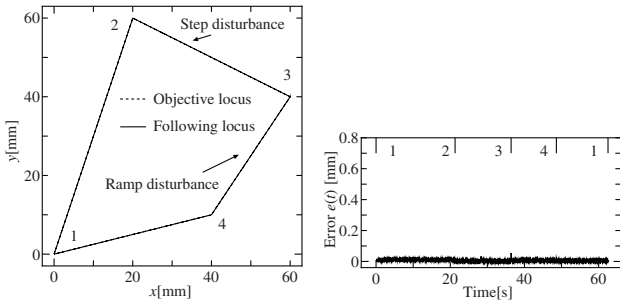 60
40
20
0
y[mm]
2
Step disturbance
3
Objective locus
Following locus
Ramp disturbance
1
4
0 20 40 60
x[mm]
0.8
0.6
0.4
0.2
0
Error e(t) [mm]
1 2 3 4 1
0 20 40 60
Time[s]